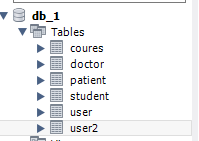 db_1
Tables
coures
doctor
patient
student
user
user2